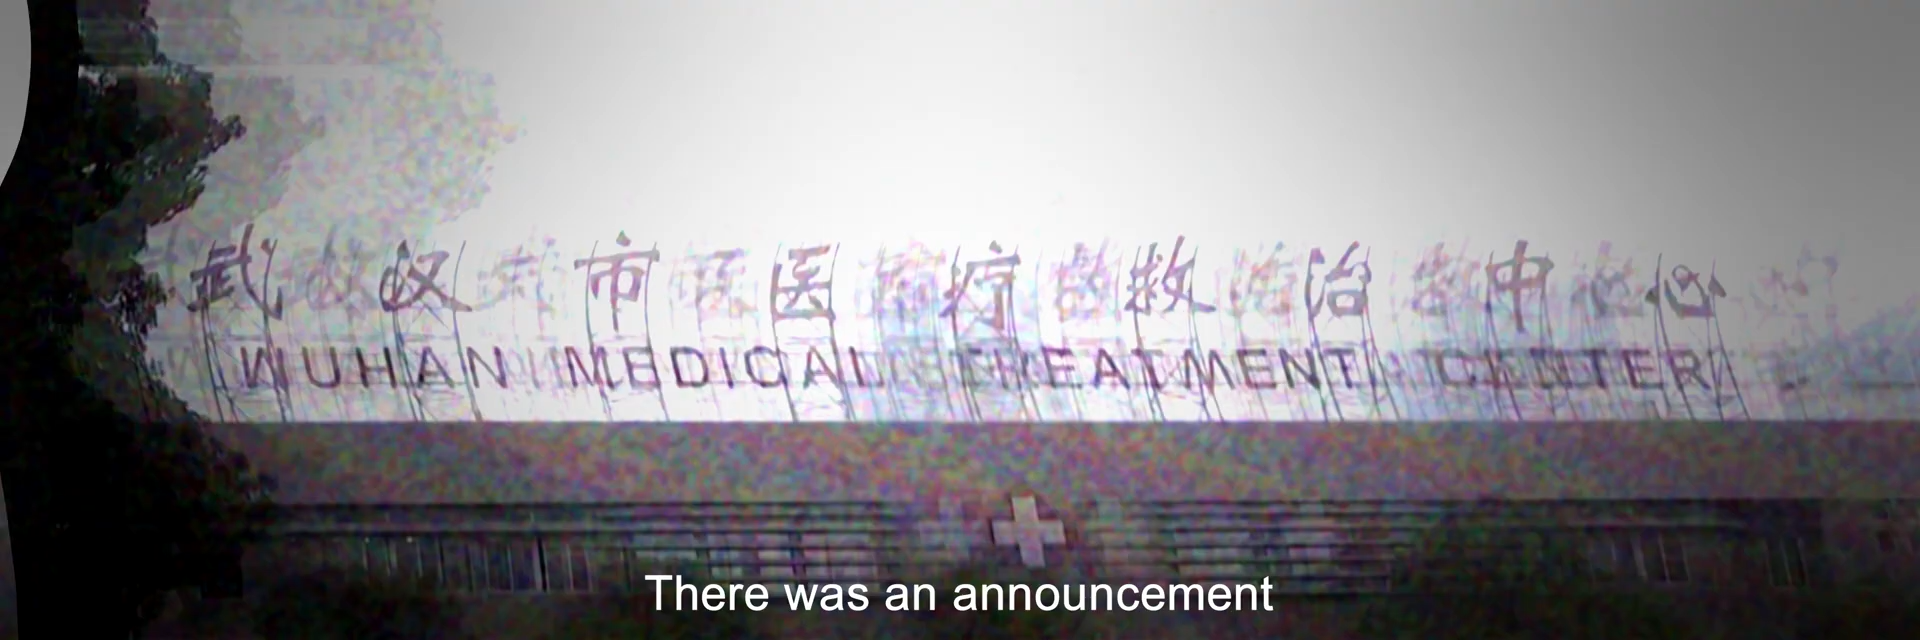 武汉市医疗救治中心
WUHAN MEDICAL TREATMENT CENTER
There was an announcement